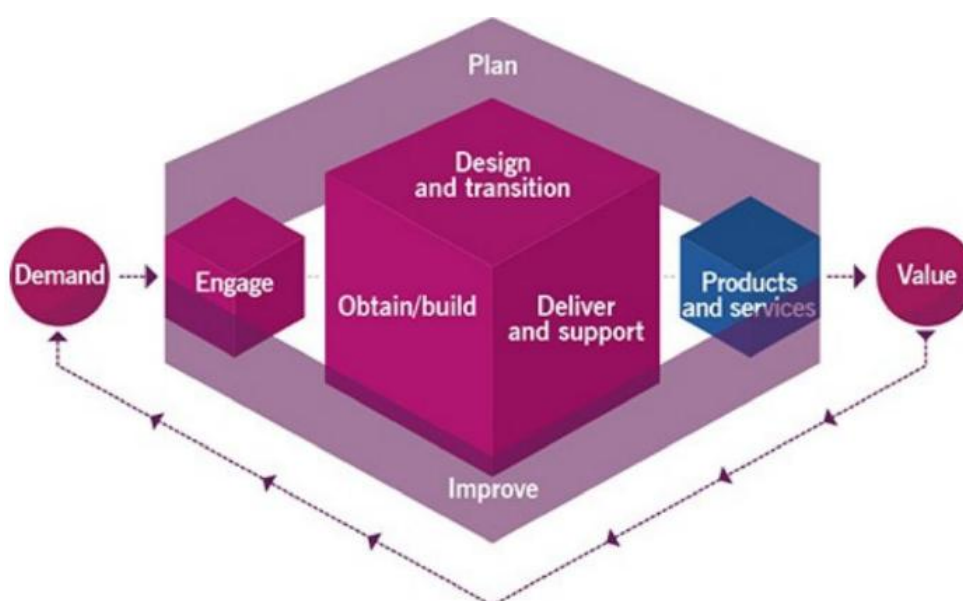 Plan
Design
and transition
Demand
Engage
Obtain/build
Deliver
and support
Products
and services
Value
Improve